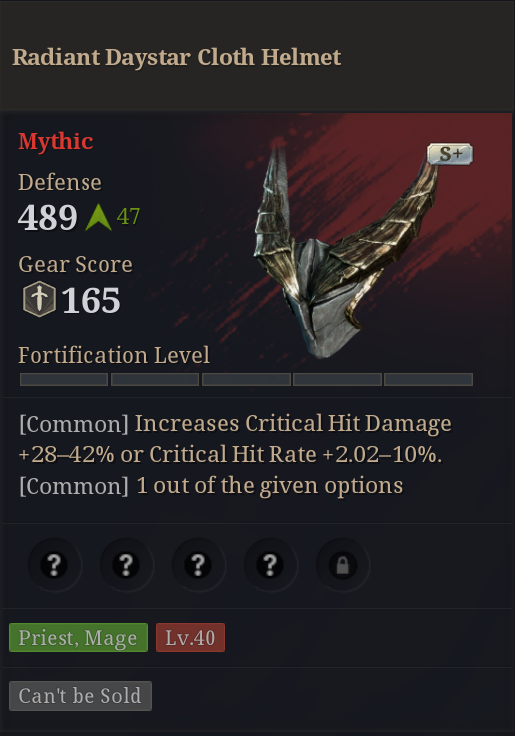 Radiant Daystar Cloth Helmet
Mythic
S+
Defense
489 47
Gear Score
165
Fortification Level
[Common] Increases Critical Hit Damage
+28–42% or Critical Hit Rate +2.02–10%.
[Common] 1 out of the given options
? ? ? ?
Priest, Mage Lv.40
Can't be Sold